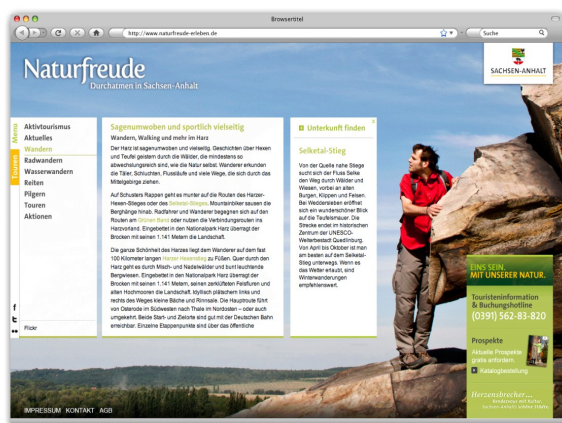 Browsertitel
http://www.naturfreude-erleben.de
Suche
Naturfreude
Durchatmen in Sachsen-Anhalt
SACHSEN-ANHALT
Menu
Touren
Aktivtourismus
Aktuelles
Wandern
Radwandern
Wasserwandern
Reiten
Pilgern
Touren
Aktionen
Flickr
Sagenumwoben und sportlich vielseitig
Wandern, Walking und mehr im Harz
Der Harz ist sagenumwoben und vielseitig. Geschichten über Hexen
und Teufel geistern durch die Wälder, die mindestens so
abwechslungsreich sind, wie die Natur selbst. Wanderer erkunden
die Täler, Schluchten, Flussläufe und viele Wege, die sich durch das
Mittelgebirge ziehen.
Auf Schusters Rappen geht es munter auf die Routen des Harzer-
Hexen-Stieges oder des Selketal-Stieges, Mountainbiker sausen die
Berghänge hinab. Radfahrer und Wanderer begegnen sich auf den
Routen am Grünen Band oder nutzen die Verbindungsrouten ins
Harzvorland. Eingebettet in den Nationalpark Harz überragt der
Brocken mit seinen 1.141 Metern die Landschaft.
Die ganze Schönheit des Harzes liegt dem Wanderer auf dem fast
100 Kilometer langen Harzer Hexenstieg zu Füßen. Quer durch den
Harz geht es durch Misch- und Nadelwälder und bunt leuchtende
Bergwiesen. Eingebettet in den Nationalpark Harz überragt der
Brocken mit seinen 1.141 Metern, seinen zerklüfteten Felsfluren und
alten Hochmooren die Landschaft. Idyllisch plätschern links und
rechts des Weges kleine Bäche und Rinnsale. Die Hauptroute führt
von Osterode im Südwesten nach Thale im Nordosten – oder auch
umgekehrt. Beide Start- und Zielorte sind gut mit der Deutschen Bahn
erreichbar. Einzelne Etappenpunkte sind über das öffentliche
x
Unterkunft finden
Selketal-Stieg
Von der Quelle nahe Stiege
sucht sich der Fluss Selke
den Weg durch Wälder und
Wiesen, vorbei an alten
Burgen, Klippen und Felsen.
Bei Weddersleben eröffnet
sich ein wunderschöner Blick
auf die Teufelsmauer. Die
Strecke endet im historischen
Zentrum der UNESCO-
Welterbestadt Quedlinburg.
Von April bis Oktober ist man
am besten auf dem Selketal-
Stieg unterwegs. Wenn es
das Wetter erlaubt, sind
Winterwanderungen
empfehlenswert.
EINS SEIN.
MIT UNSERER NATUR.
Touristeninformation
& Buchungshotline
(0391) 562-83-820
Prospekte
Aktuelle Prospekte
gratis anfordern.
Katalogbestellung
Herzensbrecher...
Rendezvous mit Kultur.
Sachsen-Anhalts schöne Städte
IMPRESSUM KONTAKT AGB